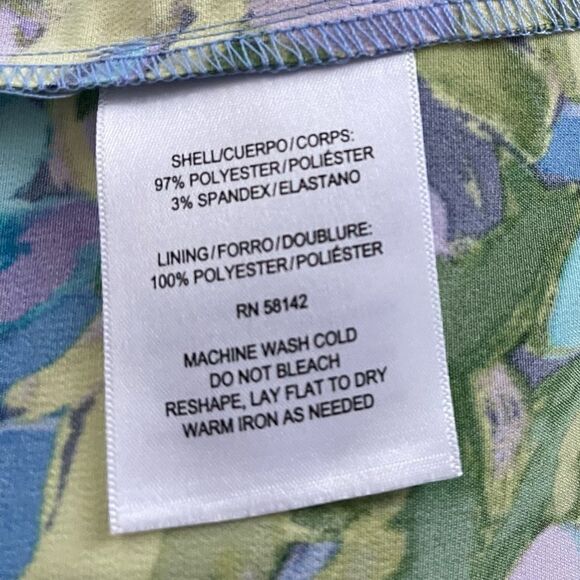 SHELL/CUERPO/CORPS:
97% POLYESTER/POLIÉSTER
3% SPANDEX/ELASTANO
LINING/FORRO/DOUBLURE:
100% POLYESTER/POLIÉSTER
RN 58142
MACHINE WASH COLD
DO NOT BLEACH
RESHAPE, LAY FLAT TO DRY
WARM IRON AS NEEDED